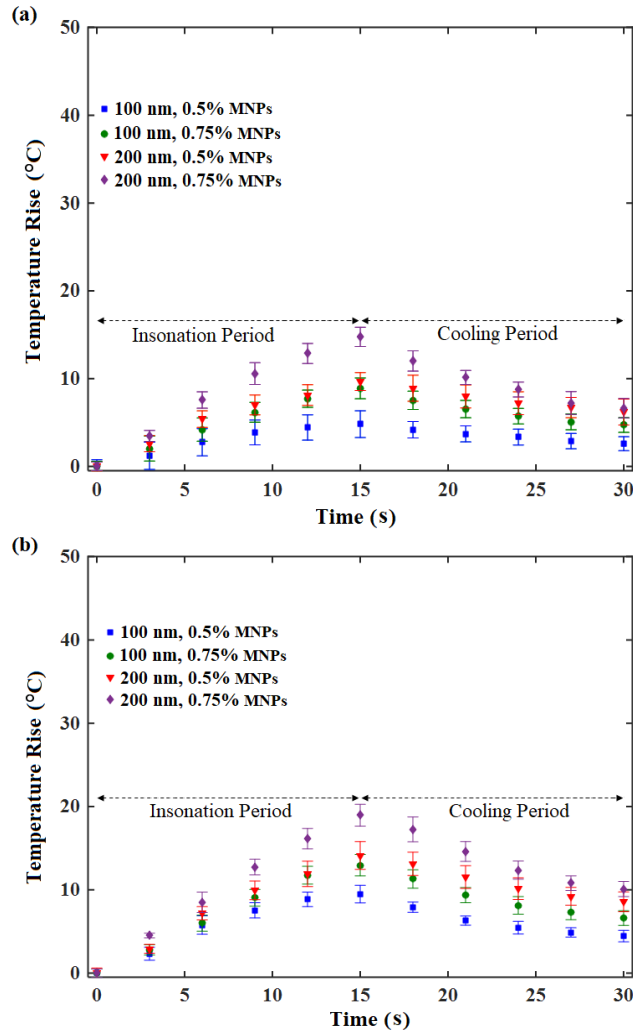 (a)
50
40
30
20
10
0
Temperature Rise (°C)
100 nm, 0.5% MNPs
100 nm, 0.75% MNPs
200 nm, 0.5% MNPs
200 nm, 0.75% MNPs
Insonation Period
Cooling Period
0 5 10 15 20 25 30
Time (s)
(b)
50
40
30
20
10
0
Temperature Rise (°C)
100 nm, 0.5% MNPs
100 nm, 0.75% MNPs
200 nm, 0.5% MNPs
200 nm, 0.75% MNPs
Insonation Period
Cooling Period
0 5 10 15 20 25 30
Time (s)